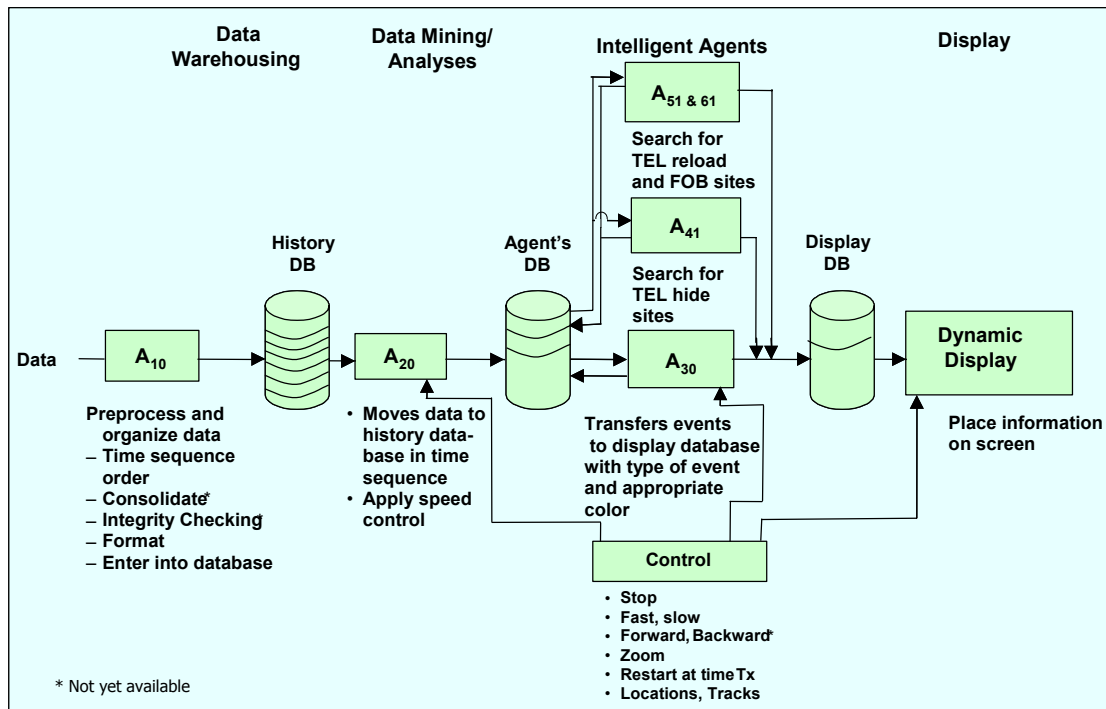 Data
Warehousing
Data Mining/
Analyses
Intelligent Agents
Display
A51 & 61
Search for
TEL reload
and FOB sites
A41
Search for
TEL hide
sites
History
DB
Agent's
DB
Display
DB
Data
A10
A20
A30
Dynamic
Display
Preprocess and
organize data
– Time sequence
order
– Consolidate*
– Integrity Checking*
– Format
– Enter into database
• Moves data to
history data-
base in time
sequence
• Apply speed
control
Transfers events
to display database
with type of event
and appropriate
color
Place information
on screen
Control
• Stop
• Fast, slow
• Forward, Backward*
• Zoom
• Restart at time Tx
• Locations, Tracks
* Not yet available